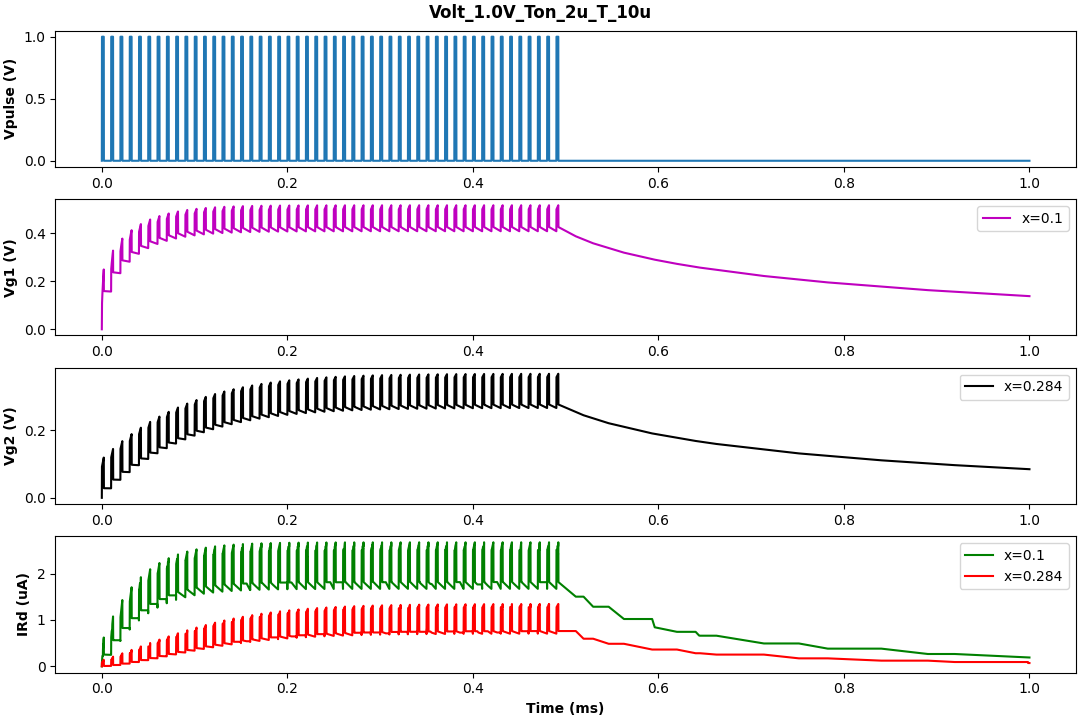 Volt_1.0V_Ton_2u_T_10u
Vpulse (V)
1.0
0.5
0.0
0.0 0.2 0.4 0.6 0.8 1.0
Vg1 (V)
0.4
0.2
0.0
x=0.1
0.0 0.2 0.4 0.6 0.8 1.0
Vg2 (V)
0.2
0.0
x=0.284
0.0 0.2 0.4 0.6 0.8 1.0
IRd (uA)
2
1
0
x=0.1
x=0.284
0.0 0.2 0.4 0.6 0.8 1.0
Time (ms)